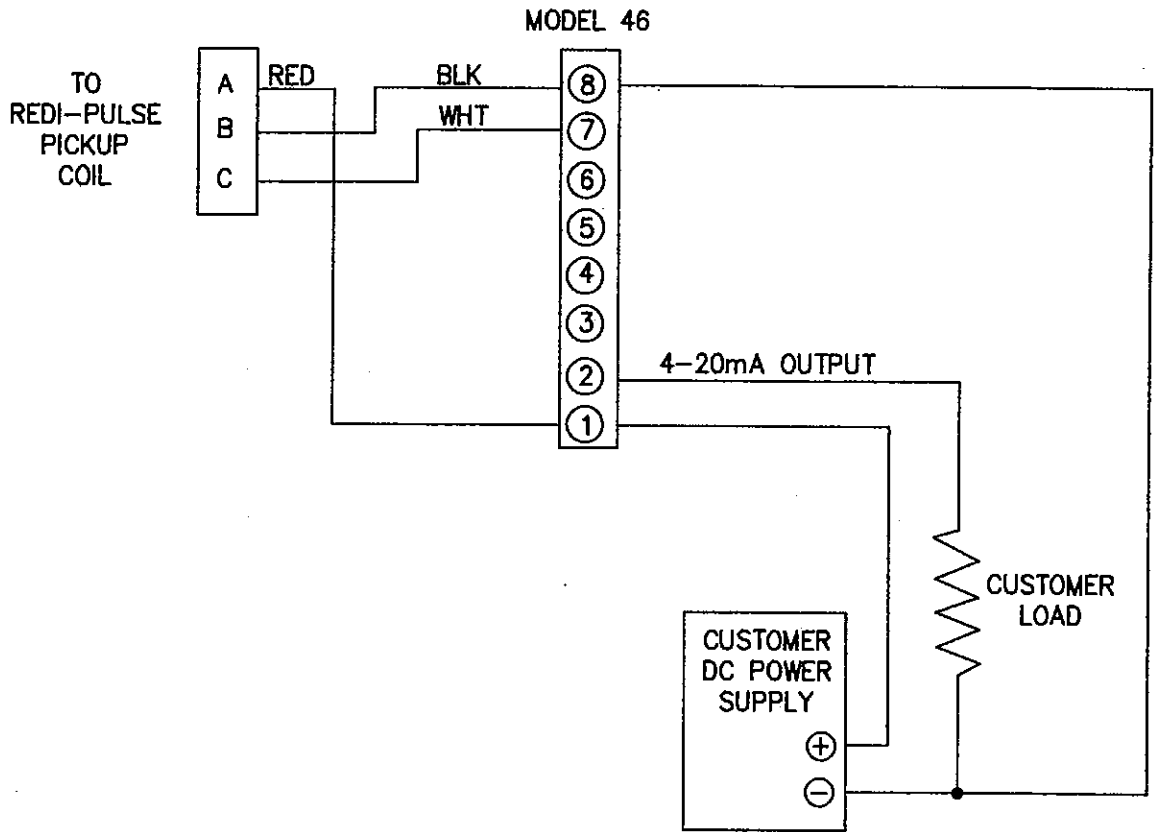 MODEL 46
TO
REDI-PULSE
PICKUP
COIL
A
B
C
RED
BLK
WHT
8
7
6
5
4
3
2
1
4-20mA OUTPUT
CUSTOMER
LOAD
CUSTOMER
DC POWER
SUPPLY
+
−